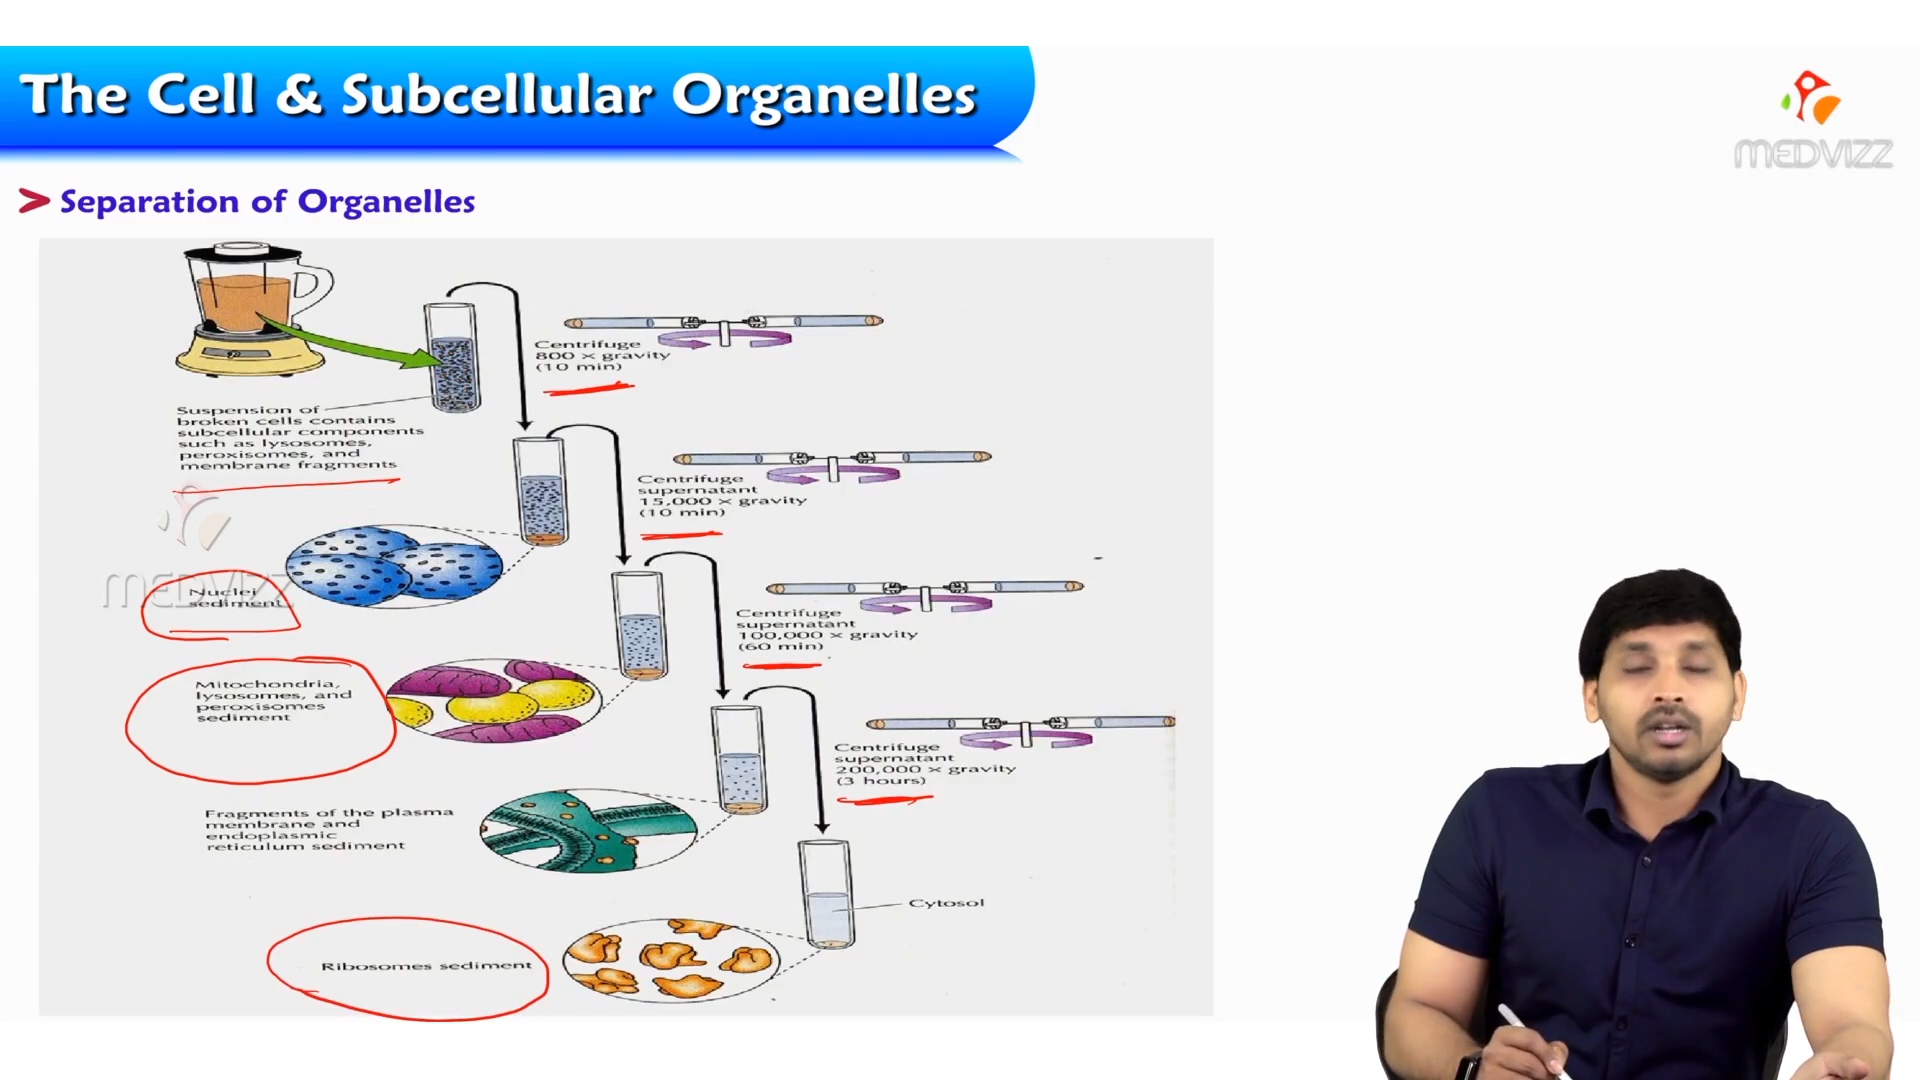 The Cell & Subcellular Organelles
MEDVIZZ
Separation of Organelles
Centrifuge
800 × gravity
(10 min)
Suspension of
broken cells contains
subcellular components
such as lysosomes,
peroxisomes, and
membrane fragments
Centrifuge
supernatant
15,000 × gravity
(10 min)
MEDVIZZ
Nuclei
sediment
Centrifuge
supernatant
100,000 × gravity
(60 min)
Mitochondria,
lysosomes, and
peroxisomes
sediment
Centrifuge
supernatant
200,000 × gravity
(3 hours)
Fragments of the plasma
membrane and
endoplasmic
reticulum sediment
Cytosol
Ribosomes sediment